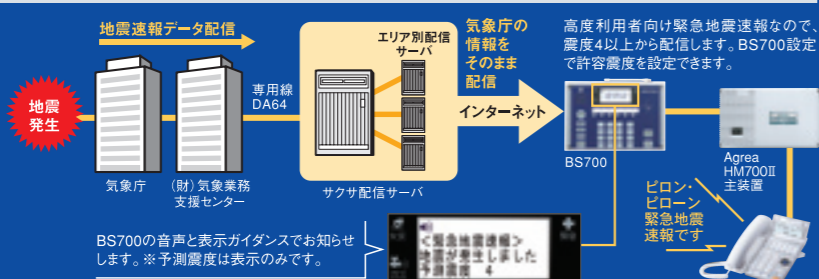 地震速報データ配信
地震
発生
気象庁
(財)気象業務
支援センター
専用線
DA64
エリア別配信
サーバ
サクサ配信サーバ
気象庁の
情報を
そのまま
配信
インターネット
高度利用者向け緊急地震速報なので、
震度4以上から配信します。BS700設定
で許容震度を設定できます。
BS700
Agrea
HM700Ⅱ
主装置
ピロン・
ピローン
緊急地震
速報です
BS700の音声と表示ガイダンスでお知らせ
します。※予測震度は表示のみです。
<緊急地震速報>
地震が発生しました
予測震度 4